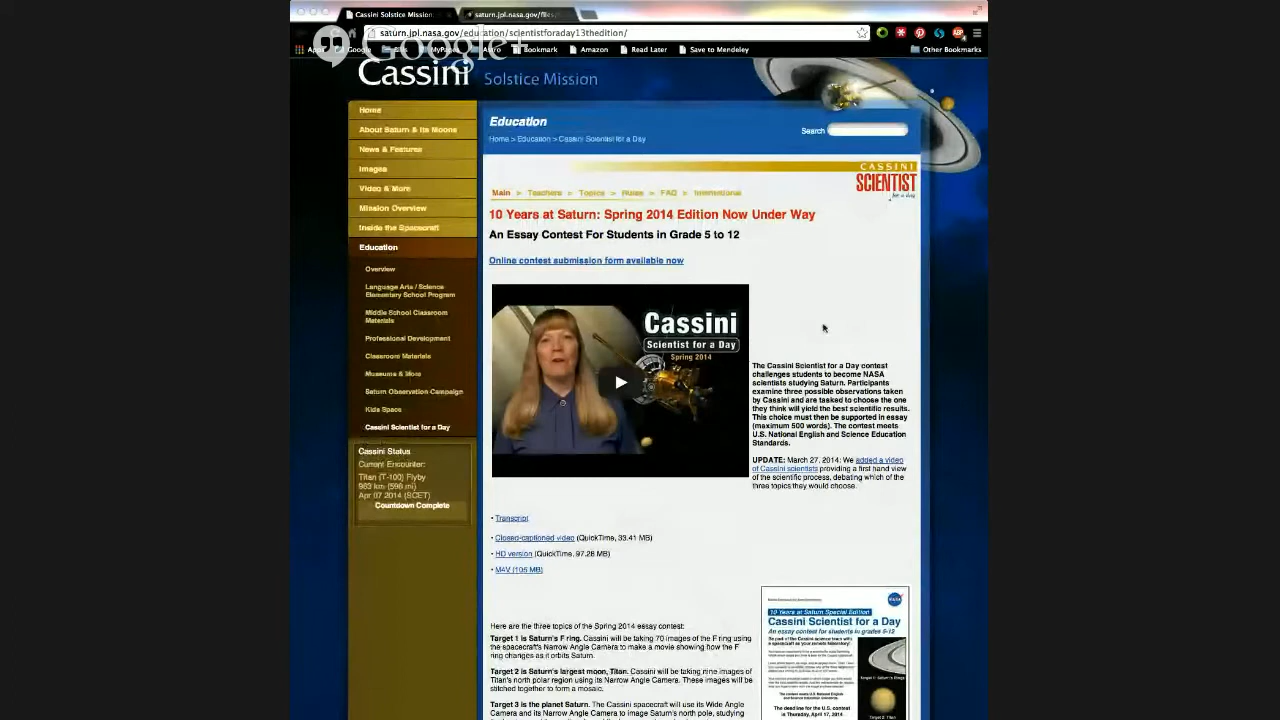 Cassini Solstice Mission
saturn.jpl.nasa.gov/files/
saturn.jpl.nasa.gov/education/scientistforaday13thedition/
Google+
Apps
Google
MyPages
Astro
Bookmark
Amazon
Read Later
Save to Mendeley
Other Bookmarks
Cassini Solstice Mission
Home
About Saturn & Its Moons
News & Features
Images
Video & More
Mission Overview
Inside the Spacecraft
Education
Overview
Language Arts / Science
Elementary School Program
Middle School Classroom
Materials
Professional Development
Classroom Materials
Museums & More
Saturn Observation Campaign
Kids Space
Cassini Scientist for a Day
Cassini Status
Current Encounter:
Titan (T-100) Flyby
963 km (598 mi)
Apr 07 2014 (SCET)
Countdown Complete
Education
Home > Education > Cassini Scientist for a Day
Search
CASSINI
SCIENTIST
for a day
Main > Teachers > Topics > Rules > FAQ > International
10 Years at Saturn: Spring 2014 Edition Now Under Way
An Essay Contest For Students in Grade 5 to 12
Online contest submission form available now
Cassini
Scientist for a Day
Spring 2014
The Cassini Scientist for a Day contest
challenges students to become NASA
scientists studying Saturn. Participants
examine three possible observations taken
by Cassini and are tasked to choose the one
they think will yield the best scientific results.
This choice must then be supported in essay
(maximum 500 words). The contest meets
U.S. National English and Science Education
Standards.
UPDATE: March 27, 2014: We added a video
of Cassini scientists providing a first hand view
of the scientific process, debating which of the
three topics they would choose.
• Transcript
• Closed-captioned video (QuickTime, 33.41 MB)
• HD version (QuickTime, 97.28 MB)
• M4V (106 MB)
Here are the three topics of the Spring 2014 essay contest:
Target 1 is Saturn's F ring. Cassini will be taking 70 images of the F ring using
the spacecraft's Narrow Angle Camera to make a movie showing how the F
ring changes as it orbits Saturn.
Target 2 is Saturn's largest moon, Titan. Cassini will be taking nine images of
Titan's north polar region using its Narrow Angle Camera. These images will be
stitched together to form a mosaic.
Target 3 is the planet Saturn. The Cassini spacecraft will use its Wide Angle
Camera and its Narrow Camera to image Saturn's north pole, studying
10 Years at Saturn Special Edition!
Cassini Scientist for a Day
An essay contest for students in grades 5-12
The deadline for the U.S. contest
is Thursday, April 17, 2014